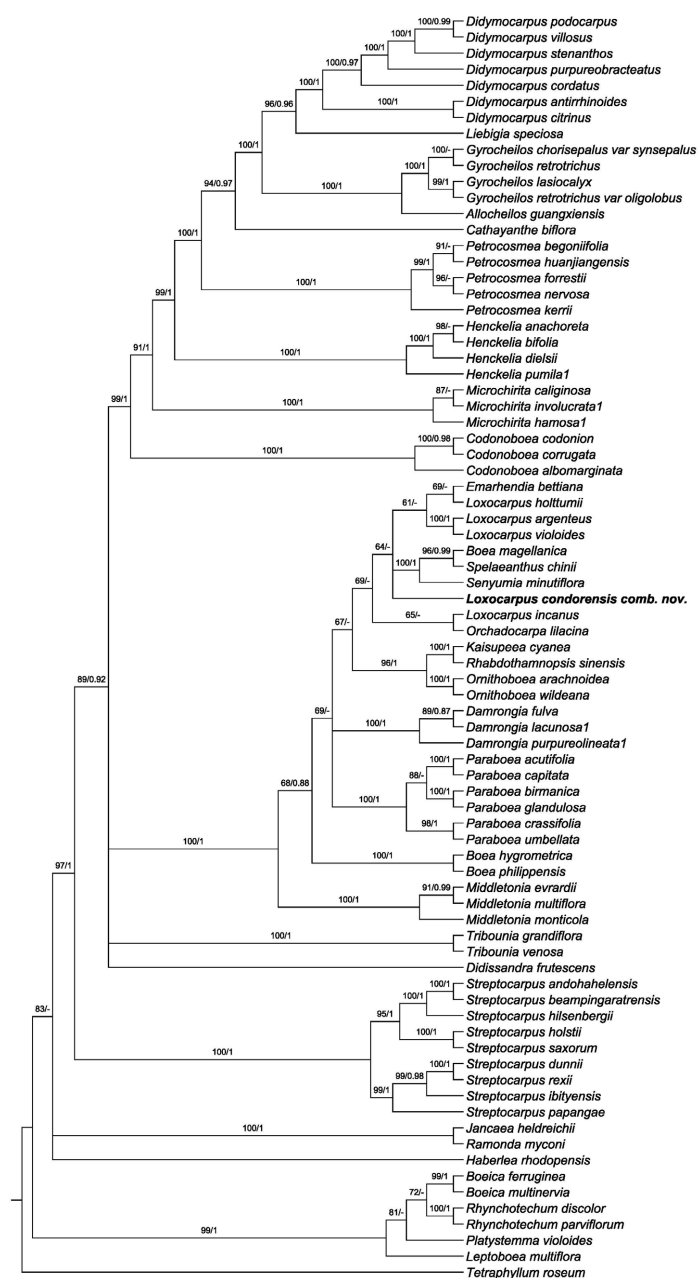 100/0.99
Didymocarpus podocarpus
Didymocarpus villosus
100/1
Didymocarpus stenanthos
100/1
Didymocarpus purpureobracteatus
100/0.97
Didymocarpus cordatus
100/1
100/1
Didymocarpus antirrhinoides
Didymocarpus citrinus
96/0.96
Liebigia speciosa
100/1
100/-
Gyrocheilos chorisepalus var synsepalus
Gyrocheilos retrotrichus
100/1
99/1
Gyrocheilos lasiocalyx
Gyrocheilos retrotrichus var oligolobus
100/1
Allocheilos guangxiensis
94/0.97
Cathayanthe biflora
100/1
91/-
Petrocosmea begoniifolia
Petrocosmea huanjiangensis
99/1
96/-
Petrocosmea forrestii
Petrocosmea nervosa
100/1
Petrocosmea kerrii
99/1
98/-
Henckelia anachoreta
Henckelia bifolia
100/1
Henckelia dielsii
100/1
Henckelia pumila1
91/1
87/-
Microchirita caliginosa
Microchirita involucrata1
100/1
Microchirita hamosa1
99/1
100/0.98
Codonoboea codonion
Codonoboea corrugata
100/1
Codonoboea albomarginata
69/-
Emarhendia bettiana
Loxocarpus holttumii
61/-
100/1
Loxocarpus argenteus
Loxocarpus violoides
64/-
96/0.99
Boea magellanica
Spelaeanthus chinii
100/1
Senyumia minutiflora
69/-
Loxocarpus condorensis comb. nov.
65/-
Loxocarpus incanus
Orchadocarpa lilacina
67/-
100/1
Kaisupeea cyanea
Rhabdothamnopsis sinensis
96/1
100/1
Ornithoboea arachnoidea
Ornithoboea wildeana
69/-
89/0.87
Damrongia fulva
Damrongia lacunosa1
100/1
Damrongia purpureolineata1
89/0.92
100/1
Paraboea acutifolia
Paraboea capitata
88/-
100/1
Paraboea birmanica
Paraboea glandulosa
100/1
98/1
Paraboea crassifolia
Paraboea umbellata
68/0.88
100/1
Boea hygrometrica
Boea philippensis
100/1
91/0.99
Middletonia evrardii
Middletonia multiflora
100/1
Middletonia monticola
97/1
100/1
Tribounia grandiflora
Tribounia venosa
Didissandra frutescens
100/1
Streptocarpus andohahelensis
Streptocarpus beampingaratrensis
100/1
Streptocarpus hilsenbergii
95/1
100/1
Streptocarpus holstii
Streptocarpus saxorum
100/1
100/1
Streptocarpus dunnii
Streptocarpus rexii
99/0.98
Streptocarpus ibityensis
99/1
Streptocarpus papangae
83/-
100/1
Jancaea heldreichii
Ramonda myconi
Haberlea rhodopensis
99/1
Boeica ferruginea
Boeica multinervia
72/-
100/1
Rhynchotechum discolor
Rhynchotechum parviflorum
81/-
Platystemma violoides
99/1
Leptoboea multiflora
Tetraphyllum roseum